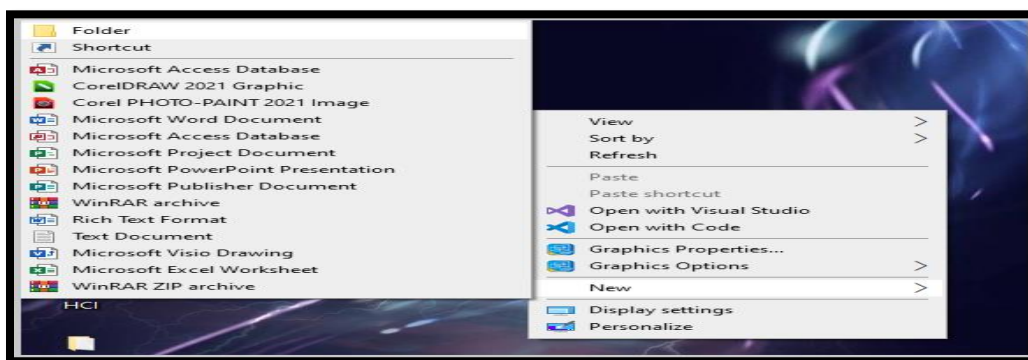 Folder
Shortcut
Microsoft Access Database
CorelDRAW 2021 Graphic
Corel PHOTO-PAINT 2021 Image
Microsoft Word Document
Microsoft Access Database
Microsoft Project Document
Microsoft PowerPoint Presentation
Microsoft Publisher Document
WinRAR archive
Rich Text Format
Text Document
Microsoft Visio Drawing
Microsoft Excel Worksheet
WinRAR ZIP archive
HCI
View
Sort by
Refresh
Paste
Paste shortcut
Open with Visual Studio
Open with Code
Graphics Properties...
Graphics Options
New
Display settings
Personalize